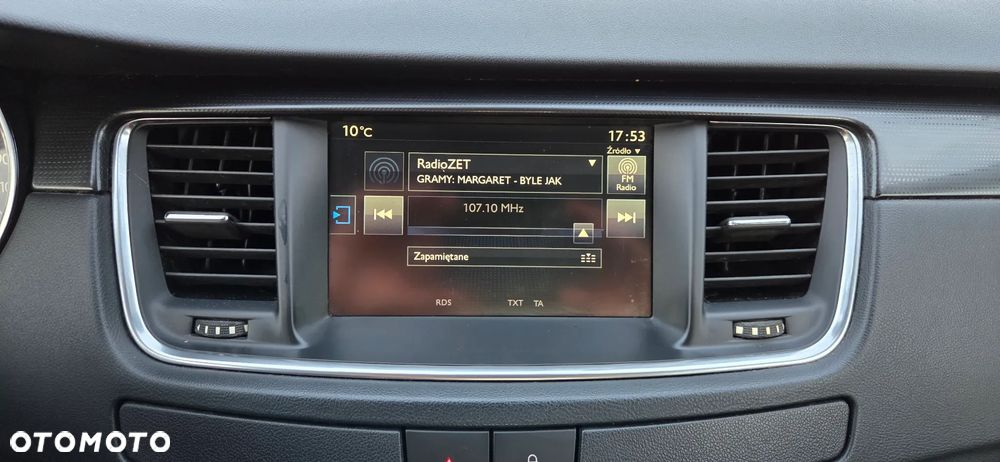 10°C
17:53
Źródło
RadioZET
GRAMY: MARGARET - BYLE JAK
FM
Radio
107.10 MHz
Zapamiętane
RDS TXT TA
OTOMOTO